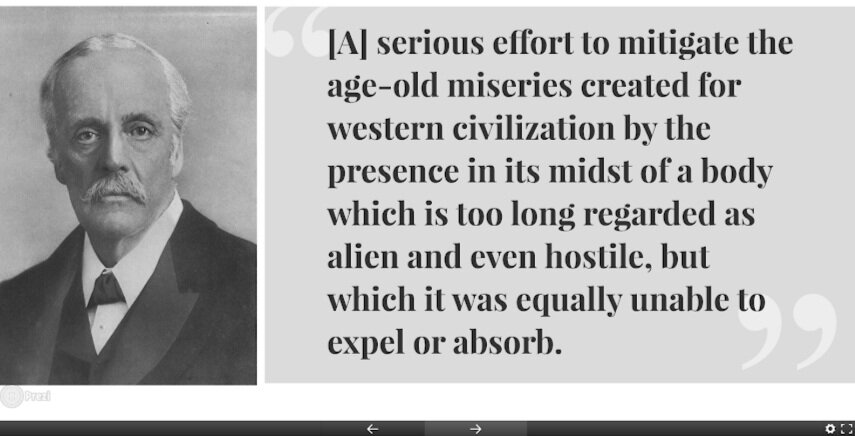 [A] serious effort to mitigate the
age-old miseries created for
western civilization by the
presence in its midst of a body
which is too long regarded as
alien and even hostile, but
which it was equally unable to
expel or absorb.
Prezi